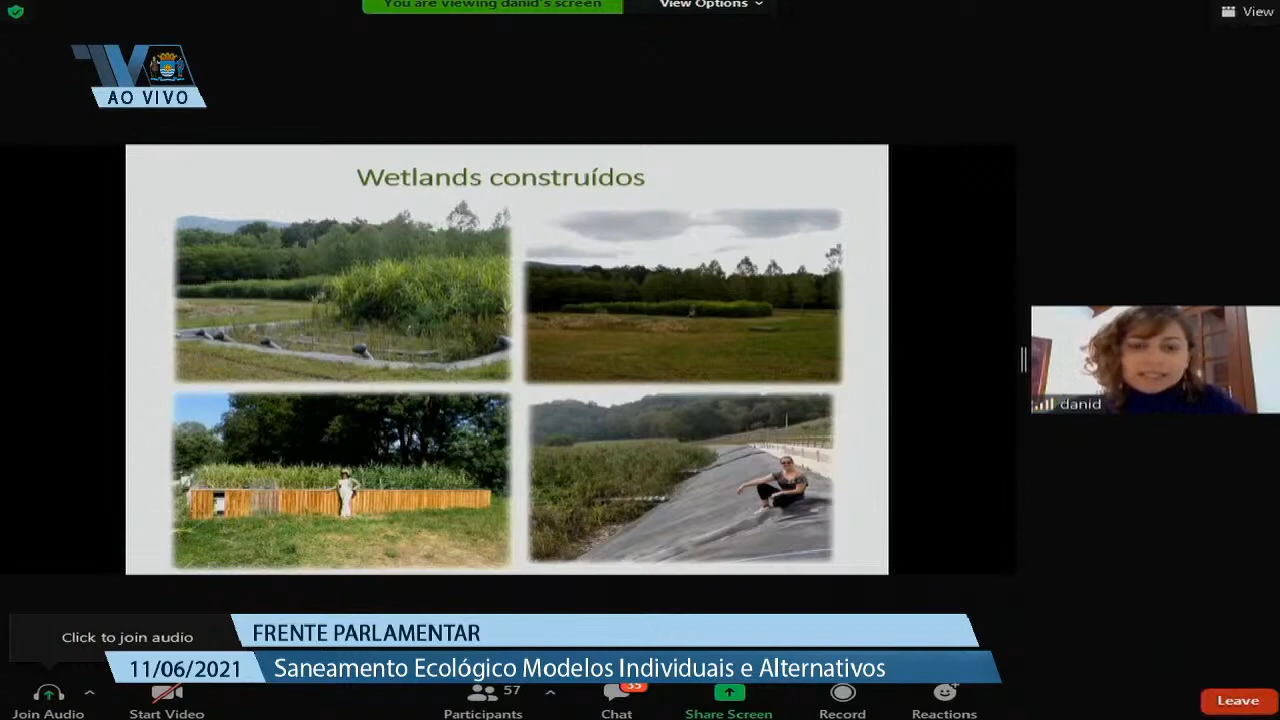 You are viewing danid's screen
View Options
View
TV
AO VIVO
Wetlands construídos
danid
Click to join audio
FRENTE PARLAMENTAR
11/06/2021
Saneamento Ecológico Modelos Individuais e Alternativos
57
35
Join Audio
Start Video
Participants
Chat
Share Screen
Record
Reactions
Leave